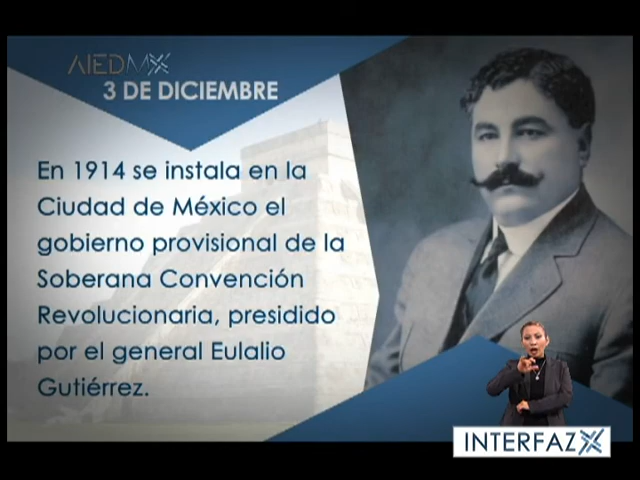 AIEDMX
3 DE DICIEMBRE
En 1914 se instala en la
Ciudad de México el
gobierno provisional de la
Soberana Convención
Revolucionaria, presidido
por el general Eulalio
Gutiérrez.
INTERFAZ